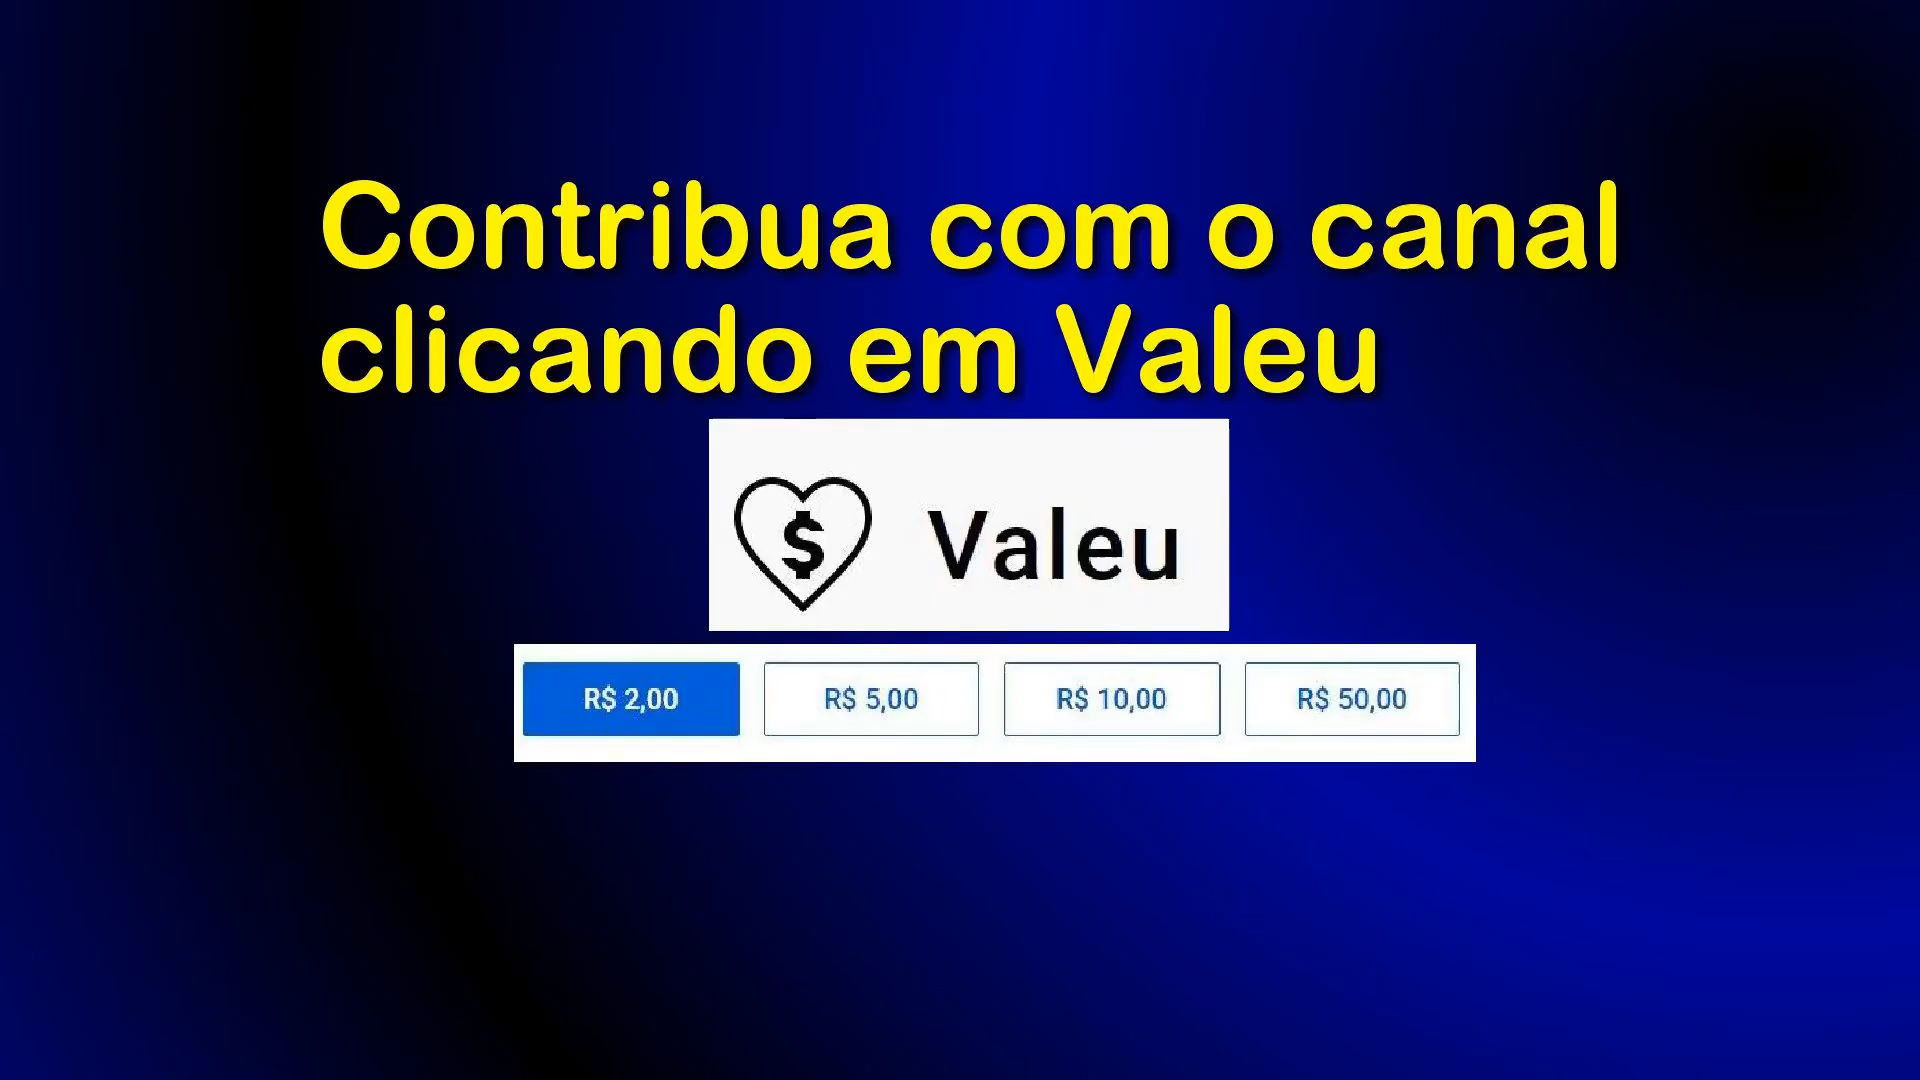 Contribua com o canal
clicando em Valeu
$ Valeu
R$ 2,00 R$ 5,00 R$ 10,00 R$ 50,00